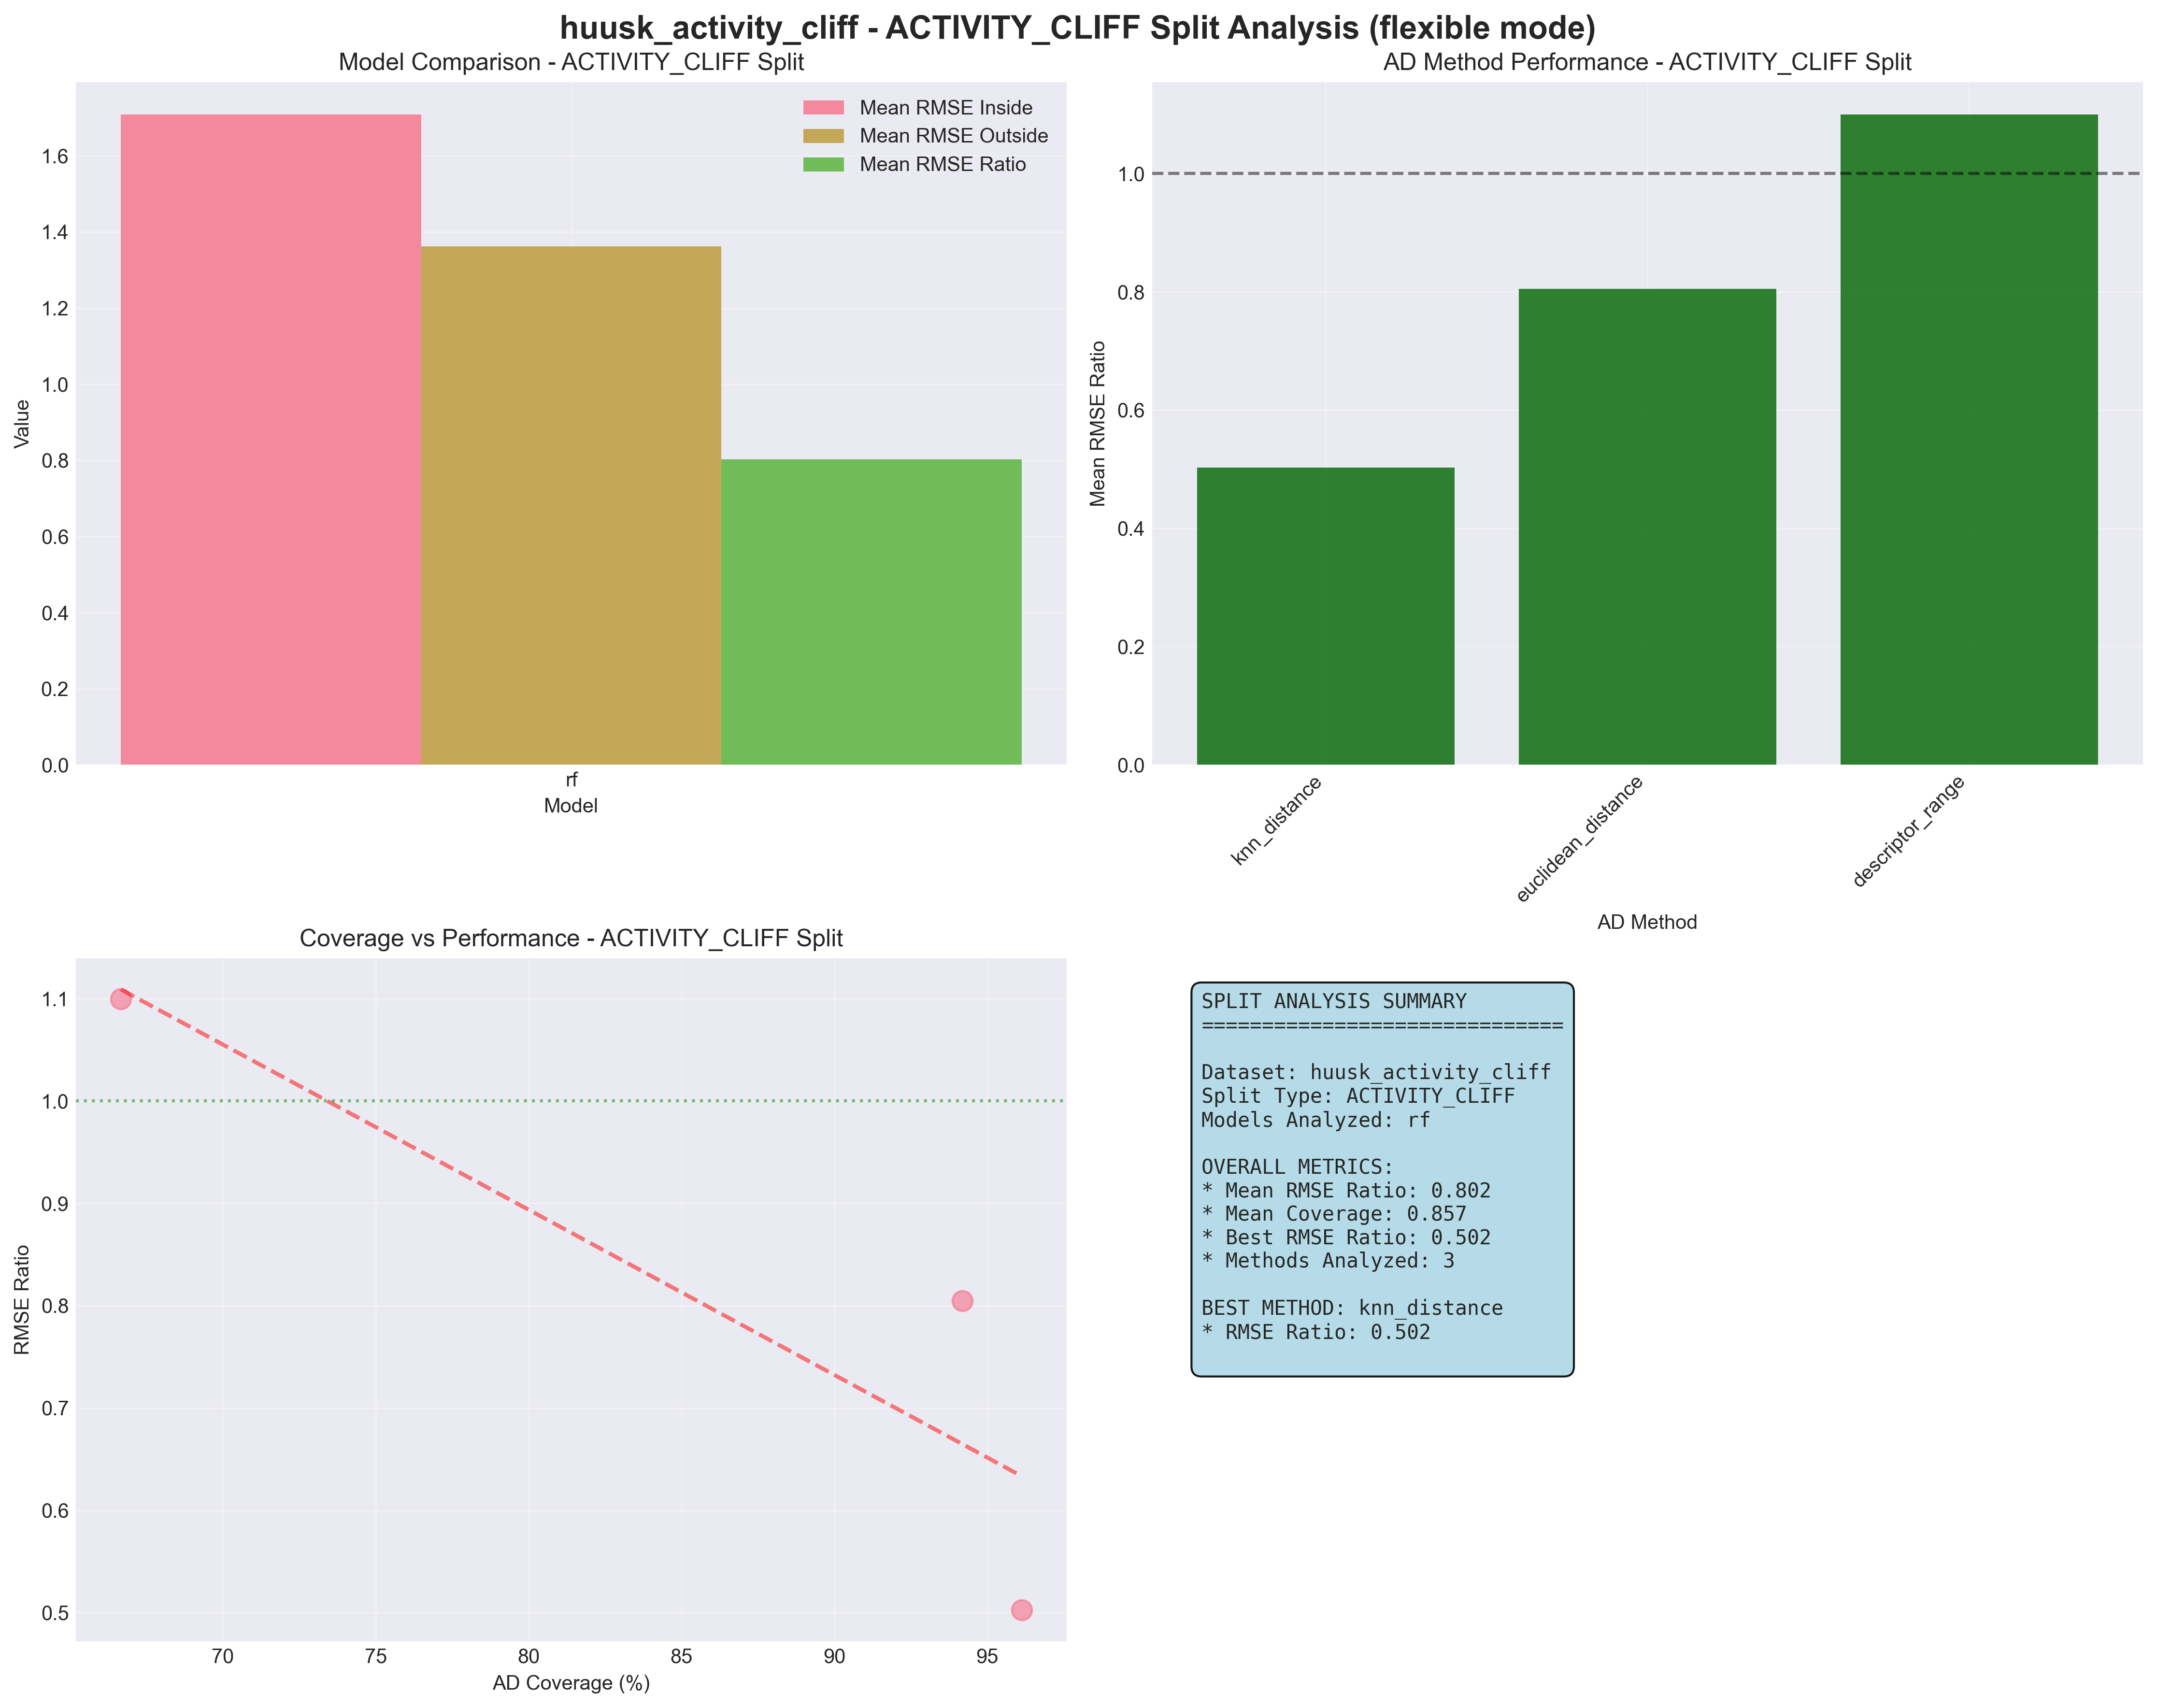 huusk_activity_cliff - ACTIVITY_CLIFF Split Analysis (flexible mode)
Model Comparison - ACTIVITY_CLIFF Split
Mean RMSE Inside
Mean RMSE Outside
Mean RMSE Ratio
Value
1.6
1.4
1.2
1.0
0.8
0.6
0.4
0.2
0.0
rf
Model
AD Method Performance - ACTIVITY_CLIFF Split
Mean RMSE Ratio
1.0
0.8
0.6
0.4
0.2
0.0
knn_distance
euclidean_distance
descriptor_range
AD Method
Coverage vs Performance - ACTIVITY_CLIFF Split
RMSE Ratio
1.1
1.0
0.9
0.8
0.7
0.6
0.5
70
75
80
85
90
95
AD Coverage (%)
SPLIT ANALYSIS SUMMARY
==============================
Dataset: huusk_activity_cliff
Split Type: ACTIVITY_CLIFF
Models Analyzed: rf
OVERALL METRICS:
* Mean RMSE Ratio: 0.802
* Mean Coverage: 0.857
* Best RMSE Ratio: 0.502
* Methods Analyzed: 3
BEST METHOD: knn_distance
* RMSE Ratio: 0.502